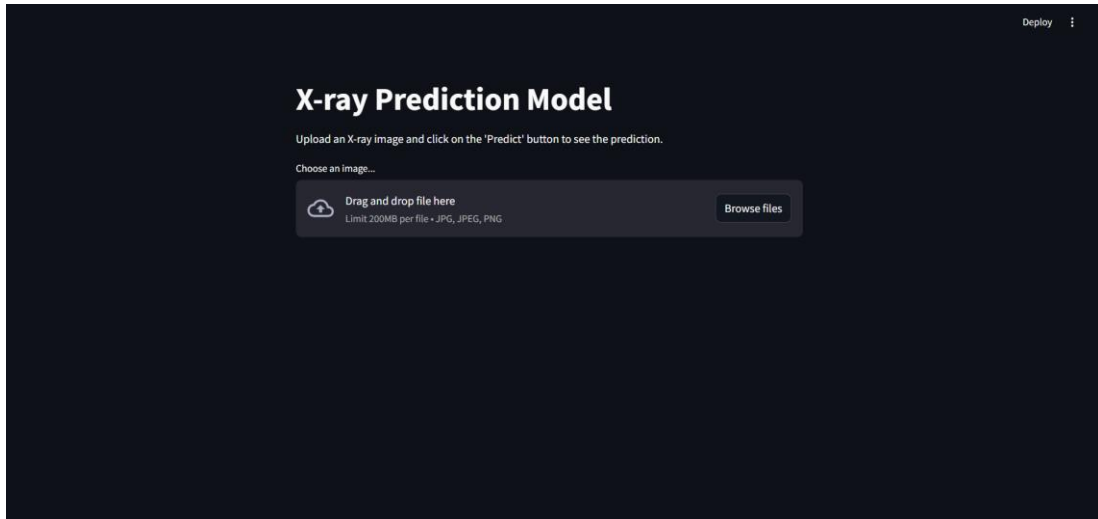 Deploy
X-ray Prediction Model
Upload an X-ray image and click on the 'Predict' button to see the prediction.
Choose an image...
Drag and drop file here
Limit 200MB per file • JPG, JPEG, PNG
Browse files